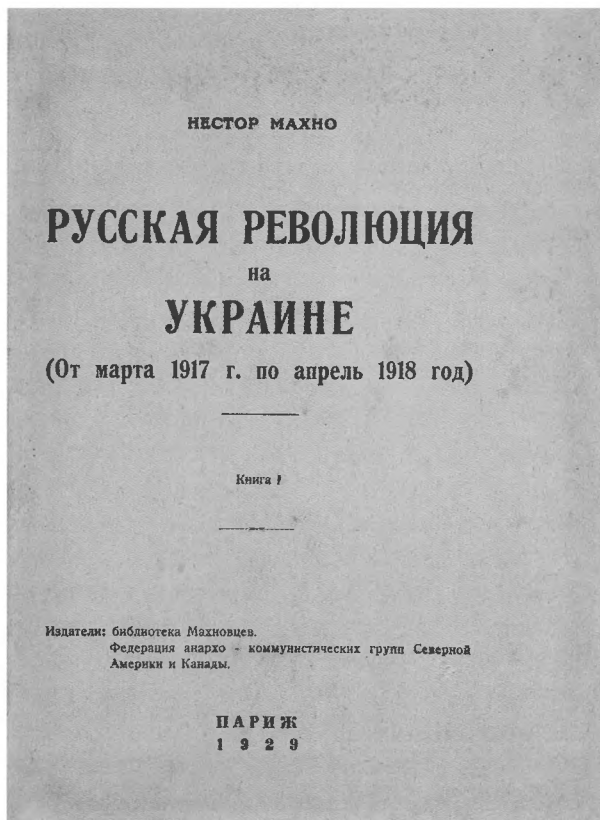 НЕСТОР МАХНО
РУССКАЯ РЕВОЛЮЦИЯ
на
УКРАИНЕ
(От марта 1917 г. по апрель 1918 год)
Книга I
Издатели: библиотека Махновцев.
Федерация анархо - коммунистических групп Северной
Америки и Канады.
ПАРИЖ
1929